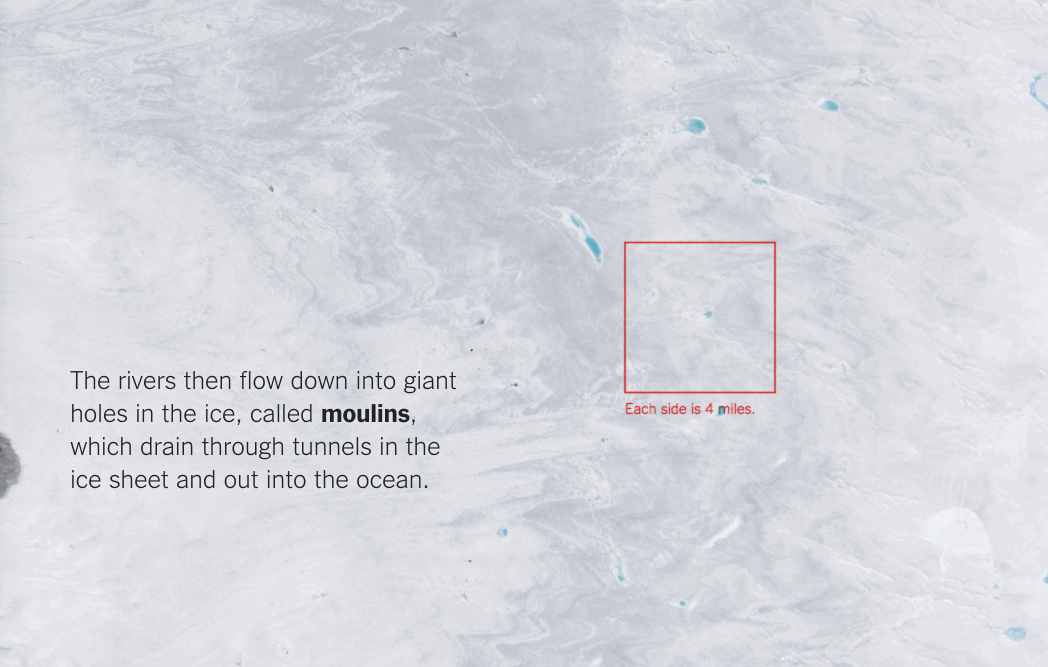 The rivers then flow down into giant
holes in the ice, called moulins,
which drain through tunnels in the
ice sheet and out into the ocean.
Each side is 4 miles.